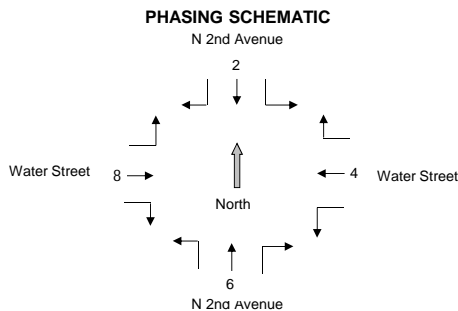 PHASING SCHEMATIC
N 2nd Avenue
2
Water Street 8
4 Water Street
North
6
N 2nd Avenue